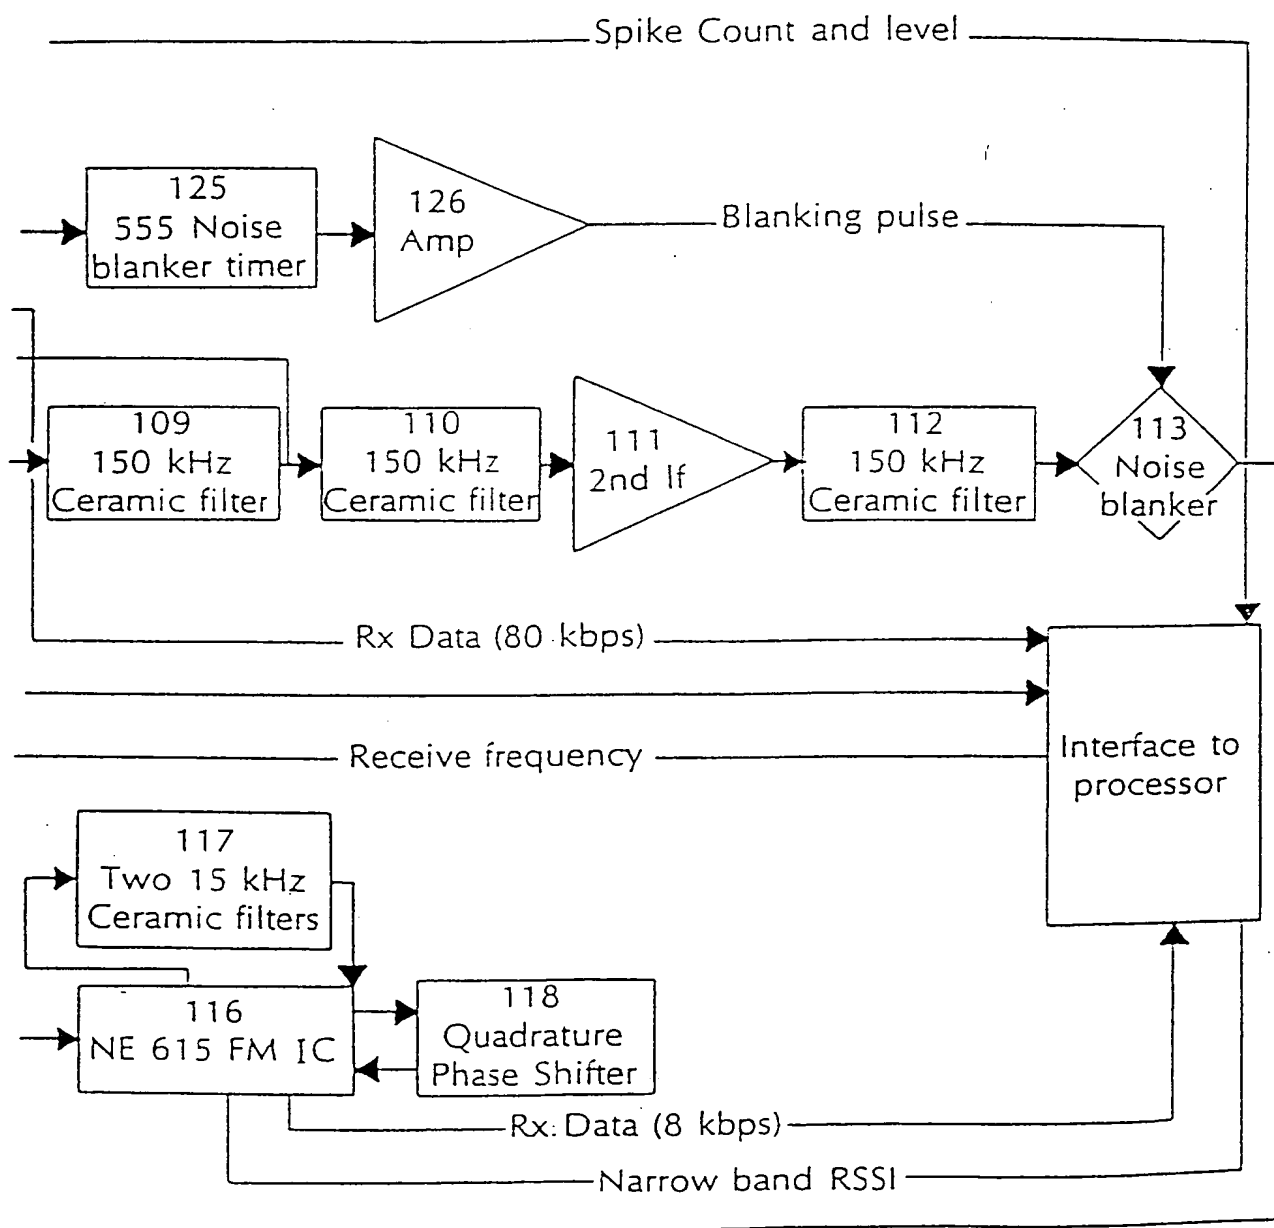 Spike Count and level
125
555 Noise
blanker timer
126
Amp
Blanking pulse
109
150 kHz
Ceramic filter
110
150 kHz
Ceramic filter
111
2nd If
112
150 kHz
Ceramic filter
113
Noise
blanker
Rx Data (80 kbps)
Receive frequency
Interface to
processor
117
Two 15 kHz
Ceramic filters
116
NE 615 FM IC
118
Quadrature
Phase Shifter
Rx: Data (8 kbps)
Narrow band RSSI